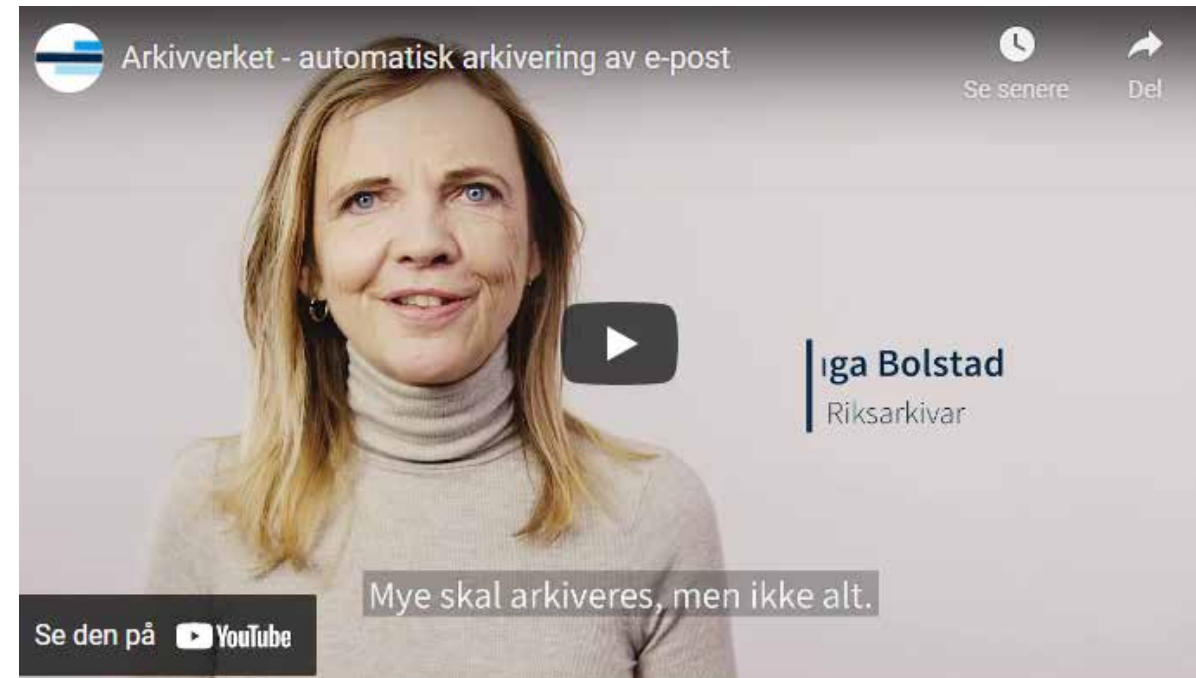 Arkivverket - automatisk arkivering av e-post
Se senere
Del
ga Bolstad
Riksarkivar
Mye skal arkiveres, men ikke alt.
Se den på YouTube